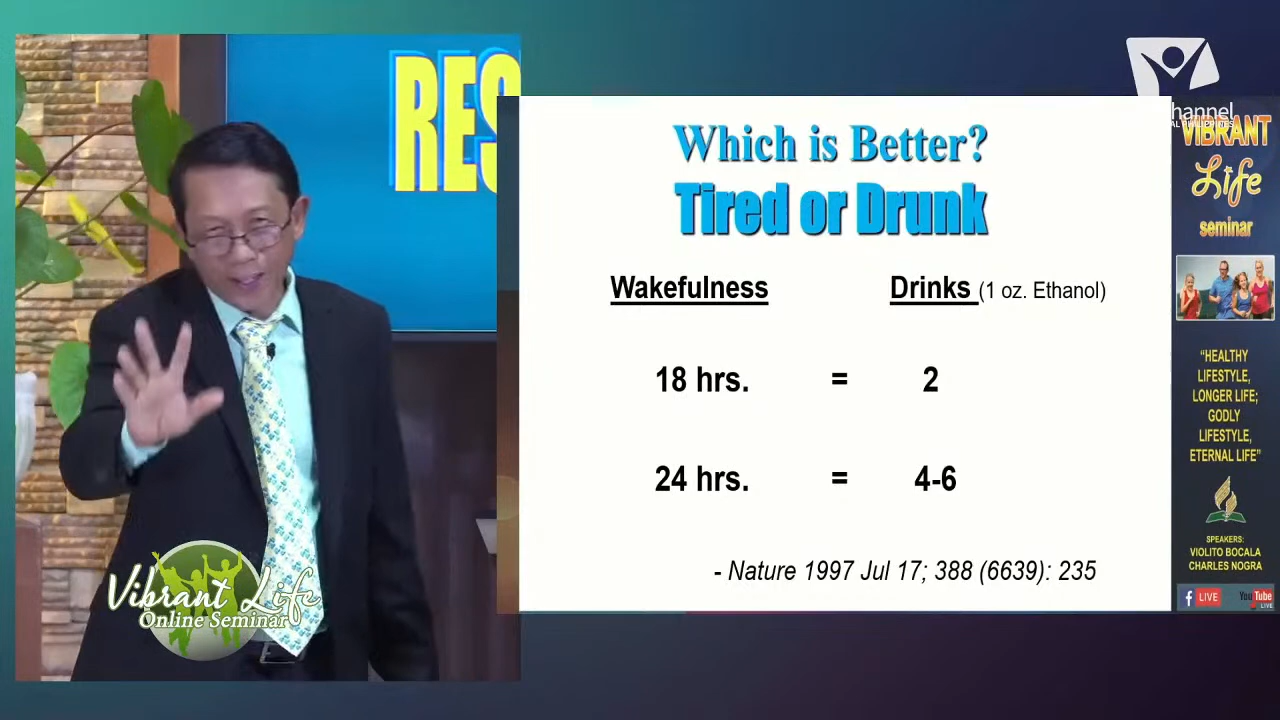 RES
Which is Better?
Tired or Drunk
Wakefulness
Drinks (1 oz. Ethanol)
18 hrs. = 2
24 hrs. = 4-6
- Nature 1997 Jul 17; 388 (6639): 235
Vibrant Life
Online Seminar
hannel
VIBRANT
Life
seminar
“HEALTHY
LIFESTYLE,
LONGER LIFE;
GODLY
LIFESTYLE,
ETERNAL LIFE”
SPEAKERS:
VIOLITO BOCALA
CHARLES NOGRA
f LIVE
YouTube
LIVE